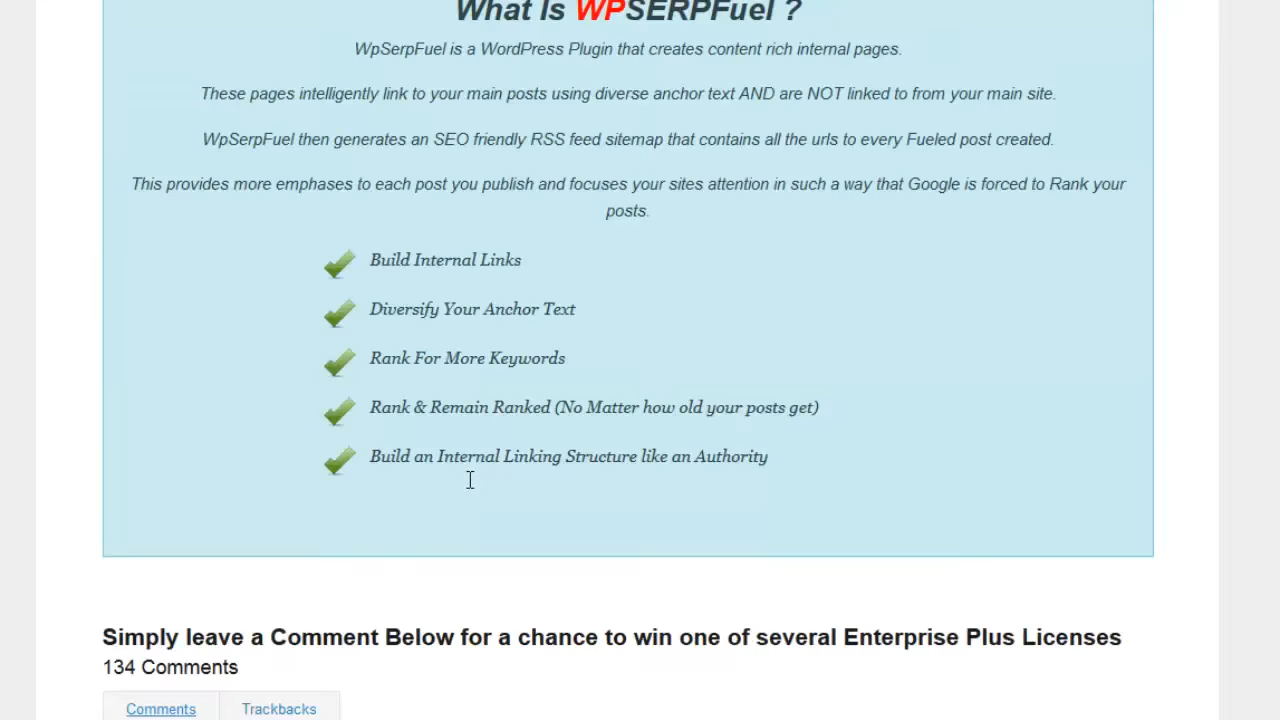 What Is WPSERPFuel ?
WpSerpFuel is a WordPress Plugin that creates content rich internal pages.
These pages intelligently link to your main posts using diverse anchor text AND are NOT linked to from your main site.
WpSerpFuel then generates an SEO friendly RSS feed sitemap that contains all the urls to every Fueled post created.
This provides more emphases to each post you publish and focuses your sites attention in such a way that Google is forced to Rank your
posts.
Build Internal Links
Diversify Your Anchor Text
Rank For More Keywords
Rank & Remain Ranked (No Matter how old your posts get)
Build an Internal Linking Structure like an Authority
Simply leave a Comment Below for a chance to win one of several Enterprise Plus Licenses
134 Comments
Comments Trackbacks